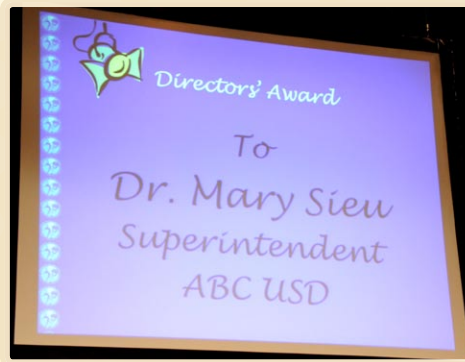 Directors' Award
To
Dr. Mary Sieu
Superintendent
ABC USD